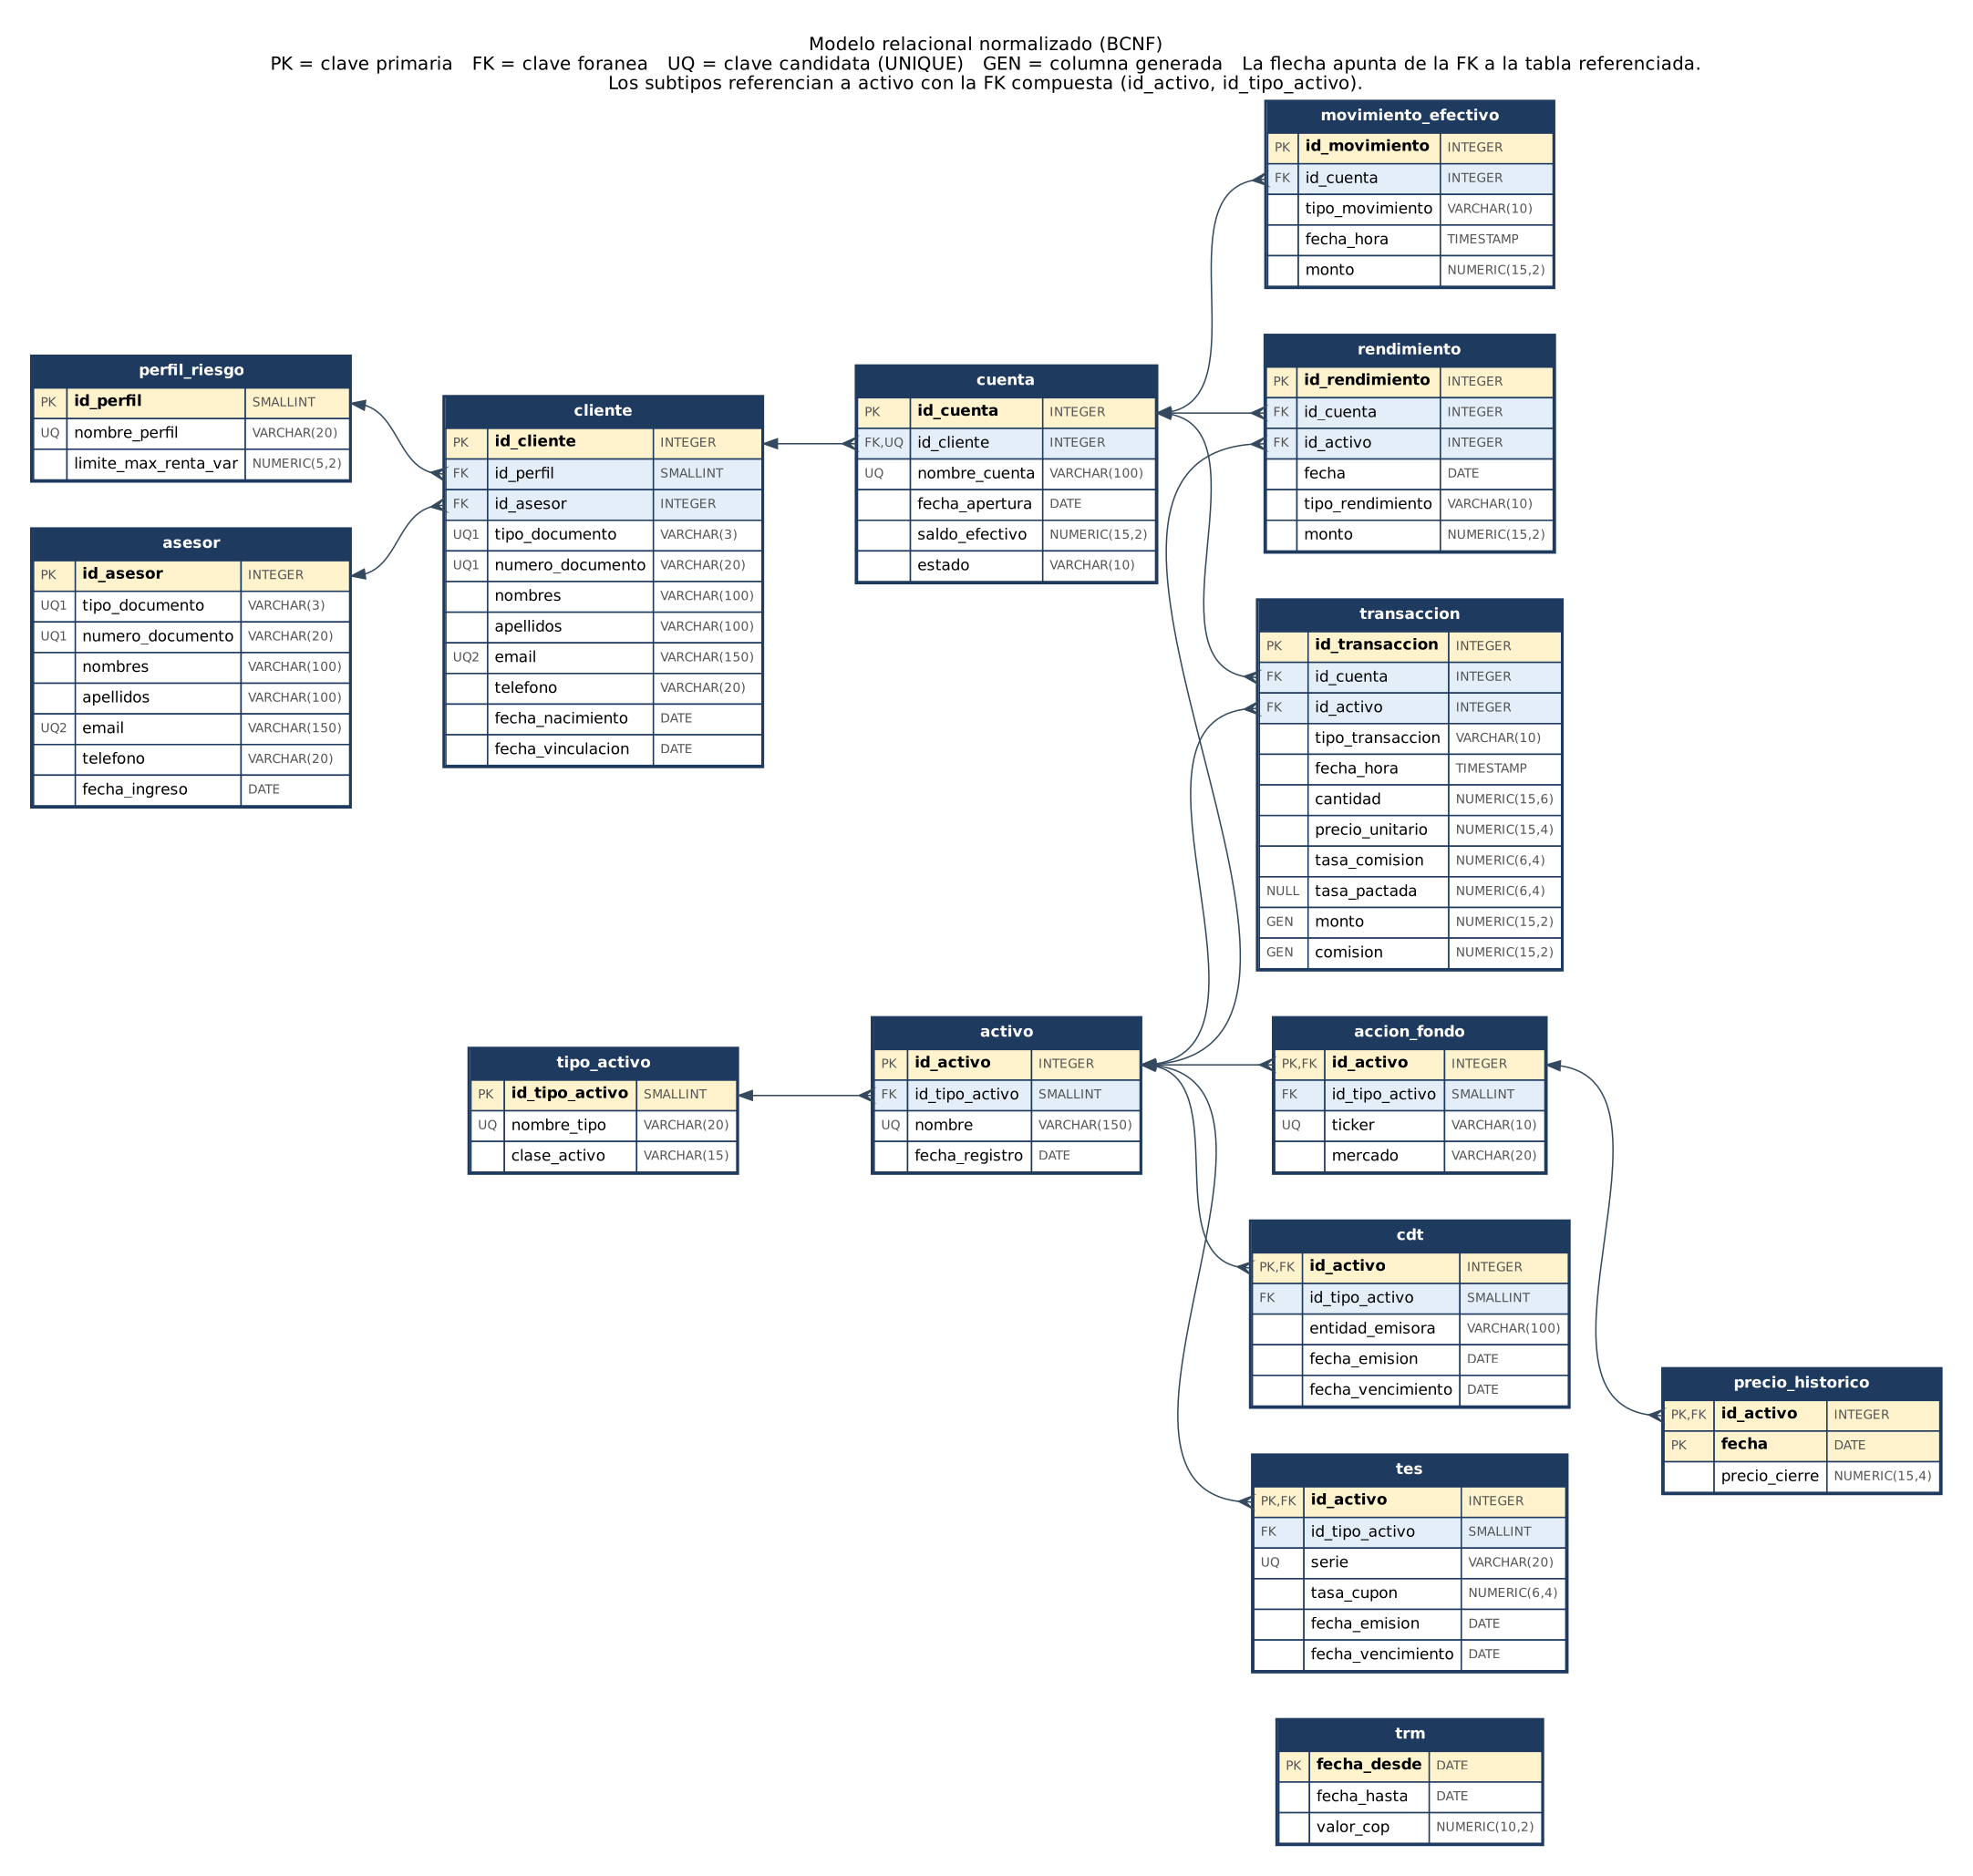 Modelo relacional normalizado (BCNF)
PK = clave primaria   FK = clave foranea   UQ = clave candidata (UNIQUE)   GEN = columna generada   La flecha apunta de la FK a la tabla referenciada.
Los subtipos referencian a activo con la FK compuesta (id_activo, id_tipo_activo).
movimiento_efectivo
PK id_movimiento INTEGER
FK id_cuenta INTEGER
tipo_movimiento VARCHAR(10)
fecha_hora TIMESTAMP
monto NUMERIC(15,2)
perfil_riesgo
PK id_perfil SMALLINT
UQ nombre_perfil VARCHAR(20)
limite_max_renta_var NUMERIC(5,2)
asesor
PK id_asesor INTEGER
UQ1 tipo_documento VARCHAR(3)
UQ1 numero_documento VARCHAR(20)
nombres VARCHAR(100)
apellidos VARCHAR(100)
UQ2 email VARCHAR(150)
telefono VARCHAR(20)
fecha_ingreso DATE
cliente
PK id_cliente INTEGER
FK id_perfil SMALLINT
FK id_asesor INTEGER
UQ1 tipo_documento VARCHAR(3)
UQ1 numero_documento VARCHAR(20)
nombres VARCHAR(100)
apellidos VARCHAR(100)
UQ2 email VARCHAR(150)
telefono VARCHAR(20)
fecha_nacimiento DATE
fecha_vinculacion DATE
cuenta
PK id_cuenta INTEGER
FK,UQ id_cliente INTEGER
UQ nombre_cuenta VARCHAR(100)
fecha_apertura DATE
saldo_efectivo NUMERIC(15,2)
estado VARCHAR(10)
rendimiento
PK id_rendimiento INTEGER
FK id_cuenta INTEGER
FK id_activo INTEGER
fecha DATE
tipo_rendimiento VARCHAR(10)
monto NUMERIC(15,2)
transaccion
PK id_transaccion INTEGER
FK id_cuenta INTEGER
FK id_activo INTEGER
tipo_transaccion VARCHAR(10)
fecha_hora TIMESTAMP
cantidad NUMERIC(15,6)
precio_unitario NUMERIC(15,4)
tasa_comision NUMERIC(6,4)
NULL tasa_pactada NUMERIC(6,4)
GEN monto NUMERIC(15,2)
GEN comision NUMERIC(15,2)
tipo_activo
PK id_tipo_activo SMALLINT
UQ nombre_tipo VARCHAR(20)
clase_activo VARCHAR(15)
activo
PK id_activo INTEGER
FK id_tipo_activo SMALLINT
UQ nombre VARCHAR(150)
fecha_registro DATE
accion_fondo
PK,FK id_activo INTEGER
FK id_tipo_activo SMALLINT
UQ ticker VARCHAR(10)
mercado VARCHAR(20)
cdt
PK,FK id_activo INTEGER
FK id_tipo_activo SMALLINT
entidad_emisora VARCHAR(100)
fecha_emision DATE
fecha_vencimiento DATE
precio_historico
PK,FK id_activo INTEGER
PK fecha DATE
precio_cierre NUMERIC(15,4)
tes
PK,FK id_activo INTEGER
FK id_tipo_activo SMALLINT
UQ serie VARCHAR(20)
tasa_cupon NUMERIC(6,4)
fecha_emision DATE
fecha_vencimiento DATE
trm
PK fecha_desde DATE
fecha_hasta DATE
valor_cop NUMERIC(10,2)